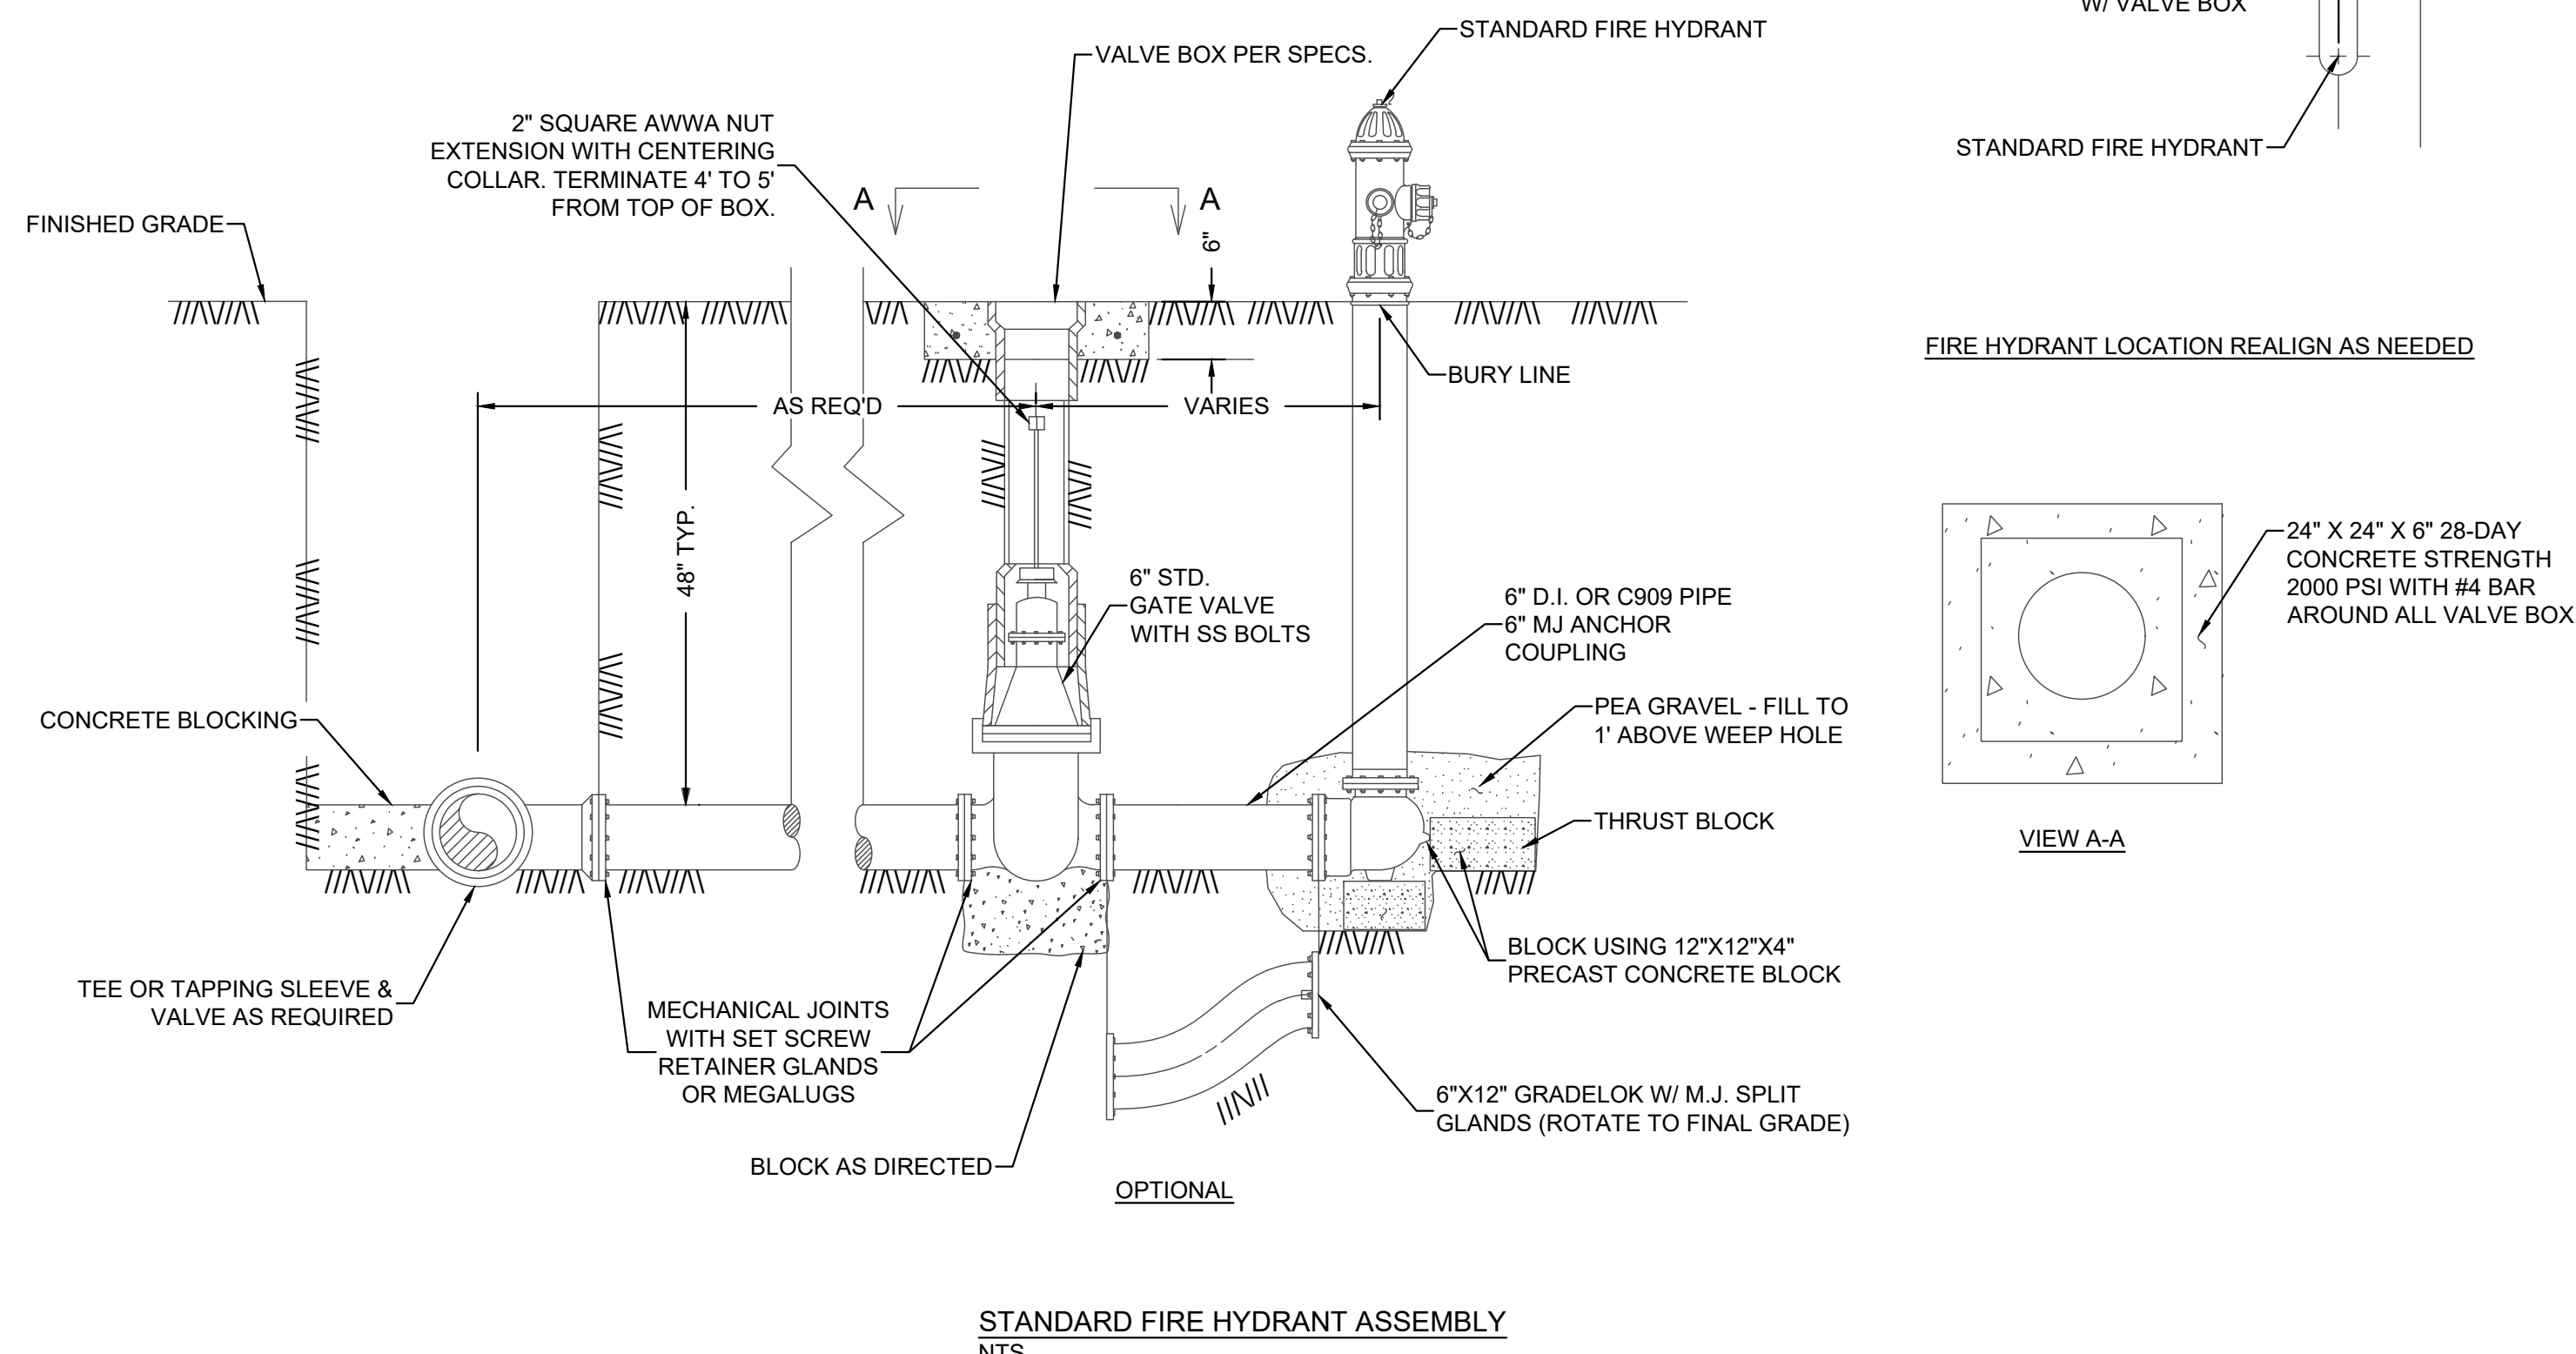 W/ VALVE BOX
STANDARD FIRE HYDRANT
VALVE BOX PER SPECS.
2" SQUARE AWWA NUT
EXTENSION WITH CENTERING
COLLAR. TERMINATE 4' TO 5'
FROM TOP OF BOX.
STANDARD FIRE HYDRANT
A
A
6"
FINISHED GRADE
FIRE HYDRANT LOCATION REALIGN AS NEEDED
BURY LINE
AS REQ'D
VARIES
48" TYP.
24" X 24" X 6" 28-DAY
CONCRETE STRENGTH
2000 PSI WITH #4 BAR
AROUND ALL VALVE BOX
6" STD.
GATE VALVE
WITH SS BOLTS
6" D.I. OR C909 PIPE
6" MJ ANCHOR
COUPLING
CONCRETE BLOCKING
PEA GRAVEL - FILL TO
1' ABOVE WEEP HOLE
THRUST BLOCK
VIEW A-A
BLOCK USING 12"X12"X4"
PRECAST CONCRETE BLOCK
TEE OR TAPPING SLEEVE &
VALVE AS REQUIRED
MECHANICAL JOINTS
WITH SET SCREW
RETAINER GLANDS
OR MEGALUGS
6"X12" GRADELOK W/ M.J. SPLIT
GLANDS (ROTATE TO FINAL GRADE)
BLOCK AS DIRECTED
OPTIONAL
STANDARD FIRE HYDRANT ASSEMBLY
NTS